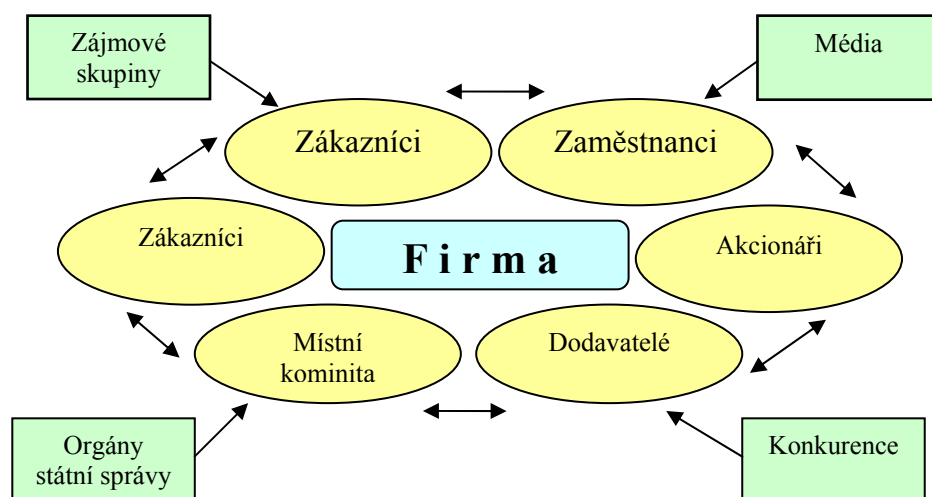 Zájmové
skupiny
Média
Zákazníci
Zaměstnanci
Zákazníci
F i r m a
Akcionáři
Místní
kominita
Dodavatelé
Orgány
státní správy
Konkurence